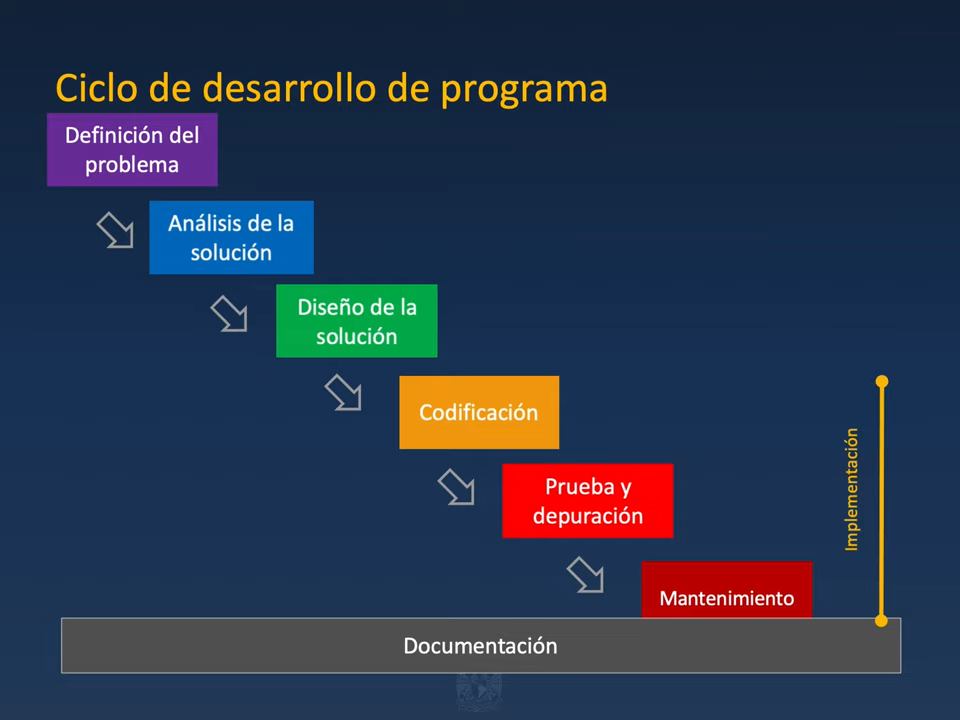 Ciclo de desarrollo de programa
Definición del
problema
Análisis de la
solución
Diseño de la
solución
Codificación
Prueba y
depuración
Mantenimiento
Implementación
Documentación